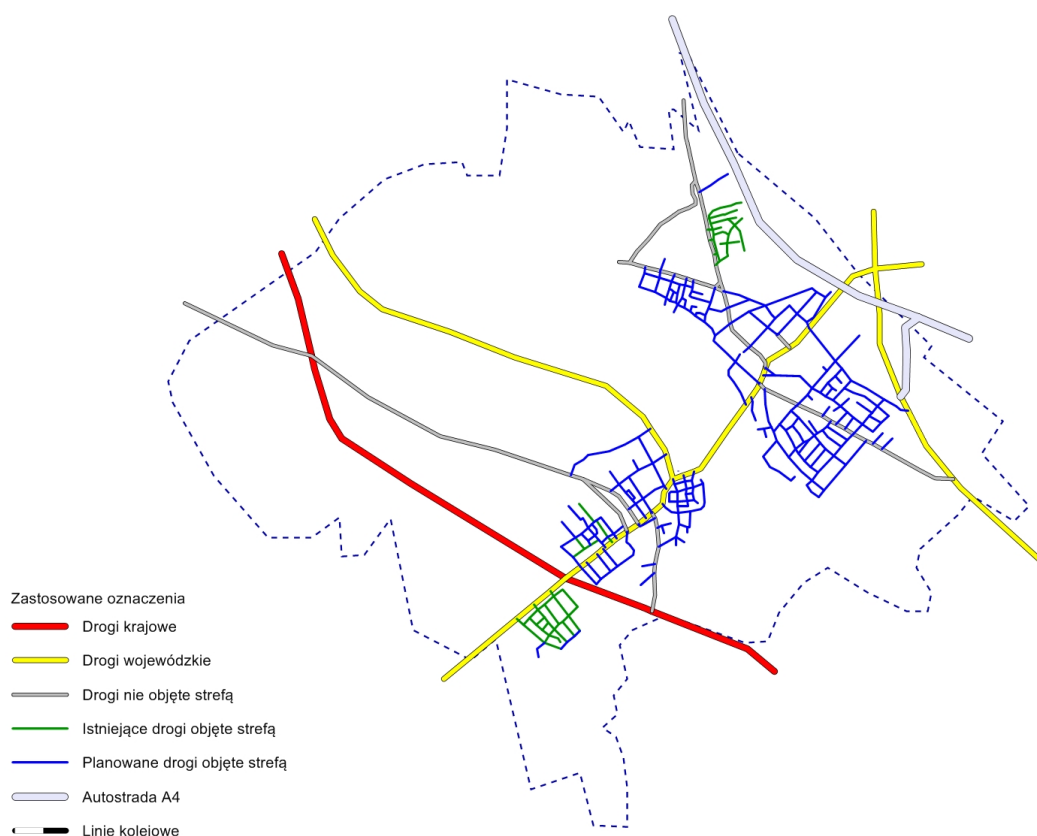 Zastosowane oznaczenia
Drogi krajowe
Drogi wojewódzkie
Drogi nie objęte strefą
Istniejące drogi objęte strefą
Planowane drogi objęte strefą
Autostrada A4
Linie kolejowe